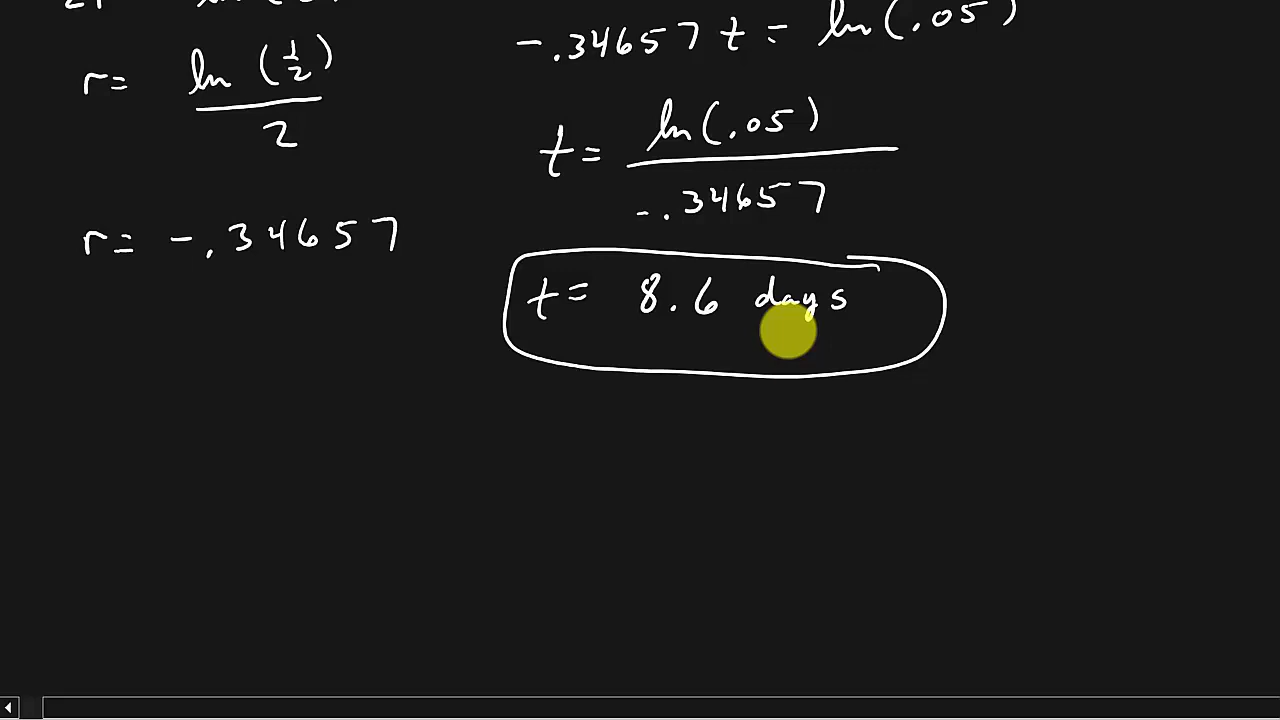 r = ln (1/2) / 2
r = -.34657
-.34657 t = ln(.05)
t = ln(.05) / -.34657
t = 8.6 days